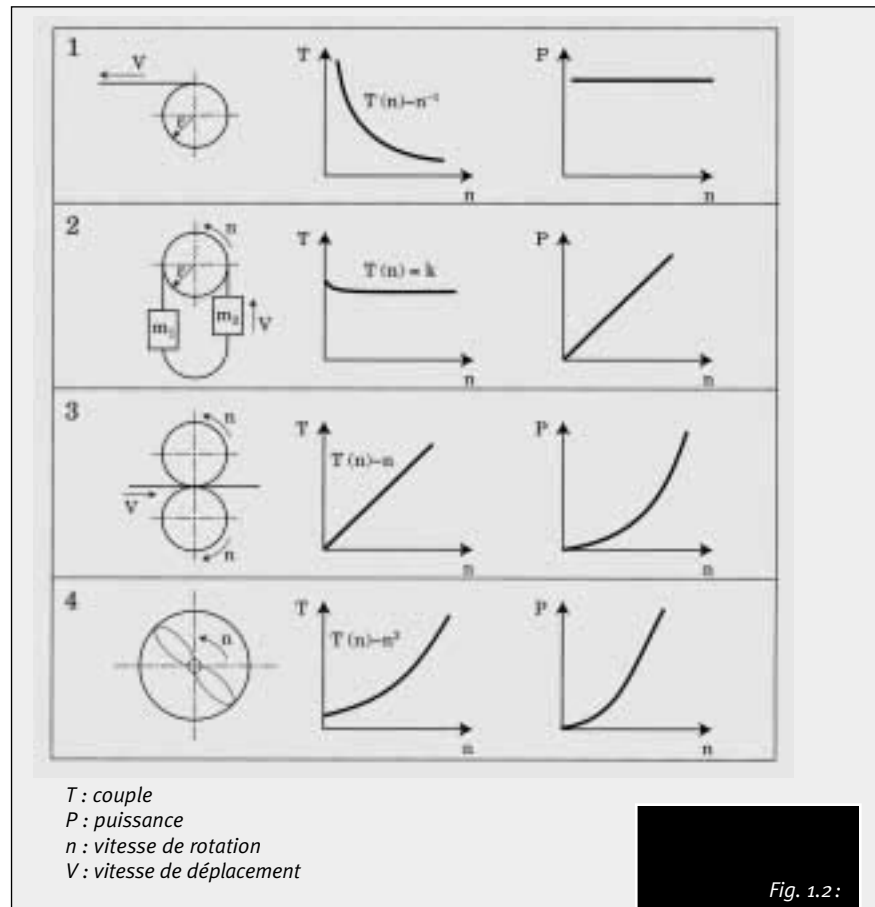 1
V
r
T
T(n)~n⁻¹
n
P
n
2
n
r
m₁
m₂
V
T
T(n) = k
n
P
n
3
n
V
n
T
T(n)~n
n
P
n
4
n
T
T(n)~n²
n
P
n
T : couple
P : puissance
n : vitesse de rotation
V : vitesse de déplacement
Fig. 1.2 :